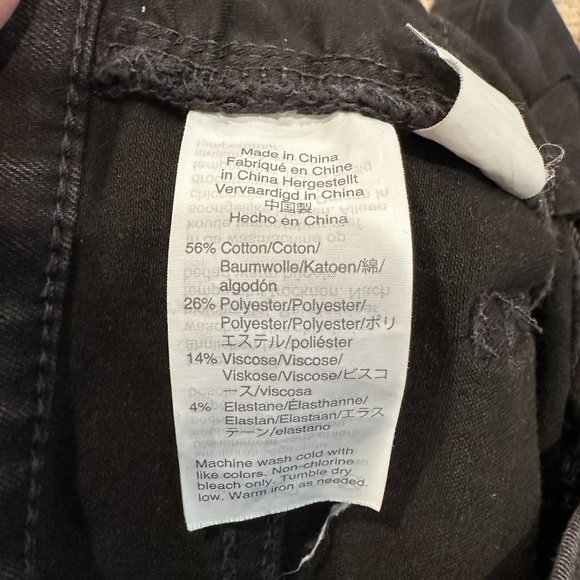 Made in China
Fabriqué en Chine
in China Hergestellt
Vervaardigd in China
中国製
Hecho en China
56% Cotton/Coton/
Baumwolle/Katoen/綿/
algodón
26% Polyester/Polyester/
Polyester/Polyester/ポリ
エステル/poliéster
14% Viscose/Viscose/
Viskose/Viscose/ビスコ
ース/viscosa
4% Elastane/Élasthanne/
Elastan/Elastaan/エラス
テーン/elastano
Machine wash cold with
like colors. Non-chlorine
bleach only. Tumble dry
low. Warm iron as needed.